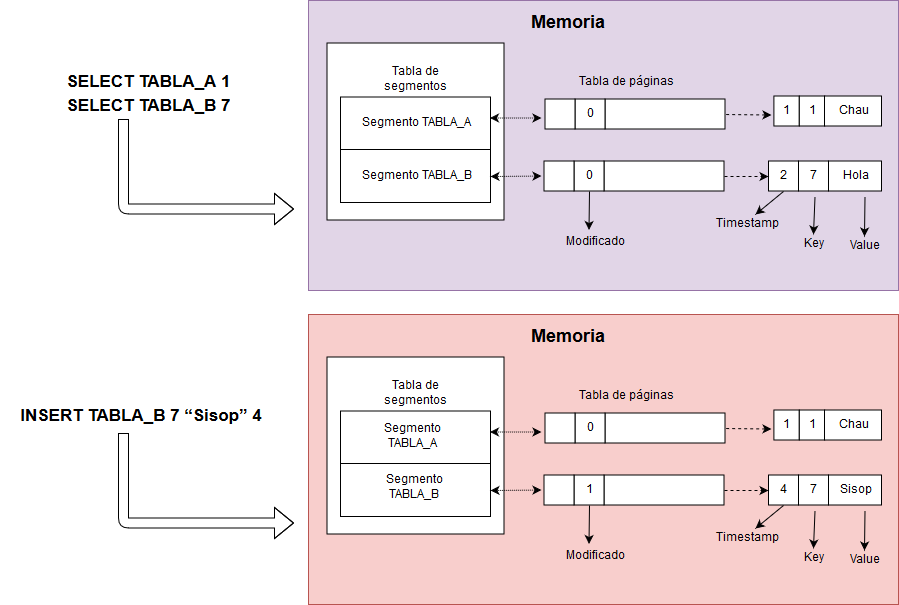 Memoria
SELECT TABLA_A 1
SELECT TABLA_B 7
Tabla de
segmentos
Segmento TABLA_A
Segmento TABLA_B
Tabla de páginas
0
1 1 Chau
0
2 7 Hola
Modificado
Timestamp
Key
Value
Memoria
INSERT TABLA_B 7 “Sisop” 4
Tabla de
segmentos
Segmento
TABLA_A
Segmento
TABLA_B
Tabla de páginas
0
1 1 Chau
1
4 7 Sisop
Modificado
Timestamp
Key
Value